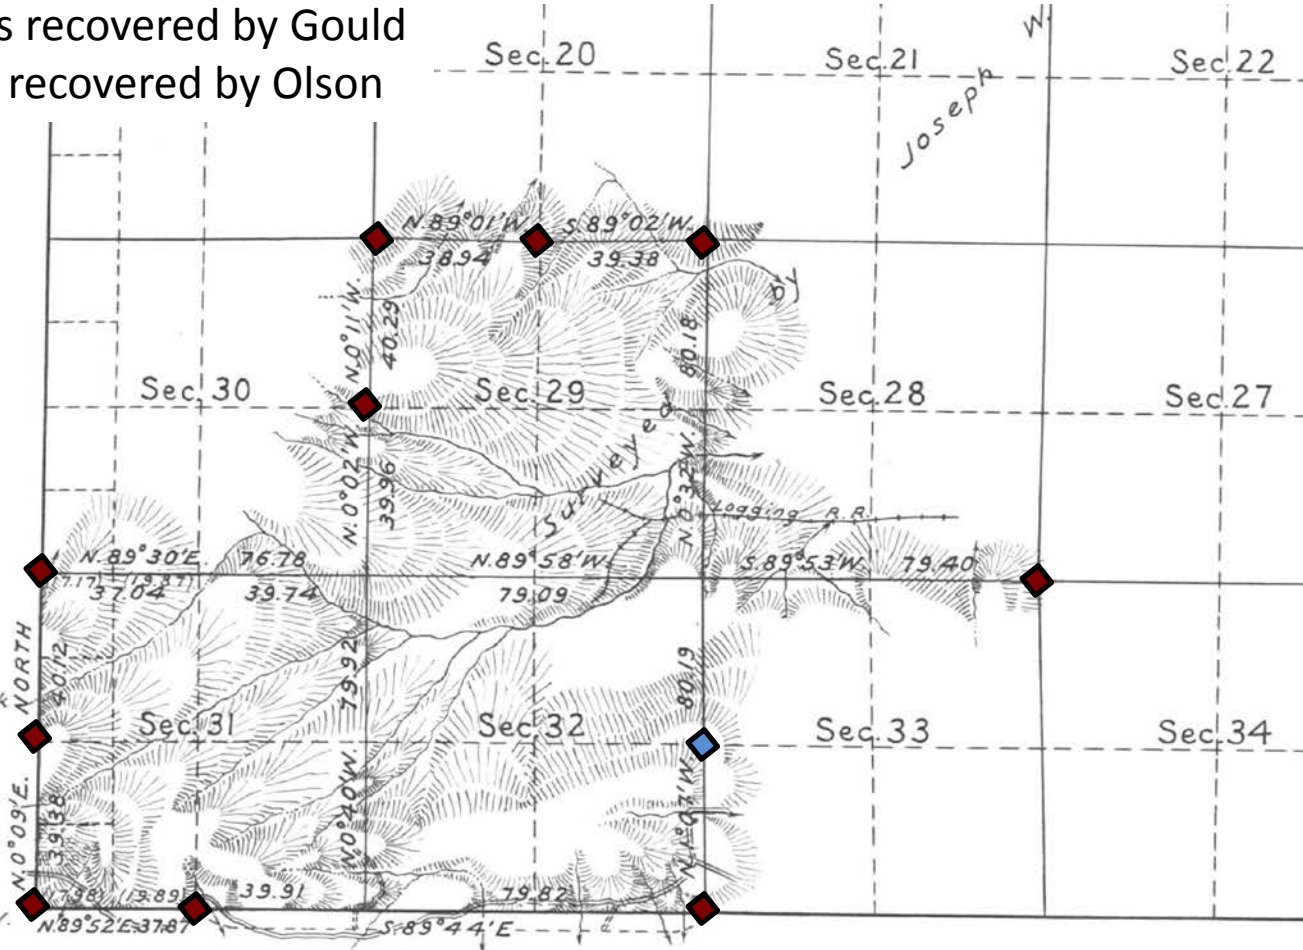 s recovered by Gould
recovered by Olson
W.
Sec. 20
Sec. 21
Sec. 22
Joseph
N.89°01'W.
S.89°02'W.
38.94
39.38
by
N.0°11'W.
40.29
80.18
Sec. 30
Sec. 29
Sec. 28
Sec. 27
Surveyed
N.0°02'W.
39.96
Logging R.R.
N.89°30'E
76.78
N.89°58'W.
S.89°53'W.
79.40
37.04
39.74
79.09
NORTH
40.12
79.92
80.19
Sec. 31
Sec. 32
Sec. 33
Sec. 34
N.0°09'E.
39.38
N.0°40'W.
(19.89)
39.91
79.82
N.89°52'E.
37.87
S.89°44'E